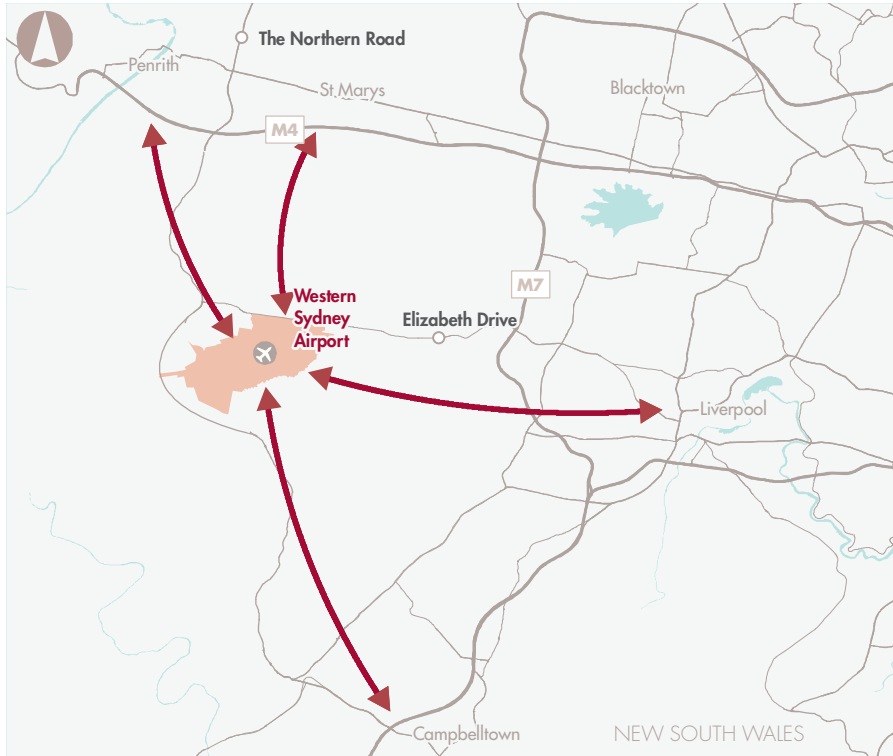 The Northern Road
Penrith
St Marys
Blacktown
M4
M7
Western
Sydney
Airport
Elizabeth Drive
Liverpool
Campbelltown
NEW SOUTH WALES